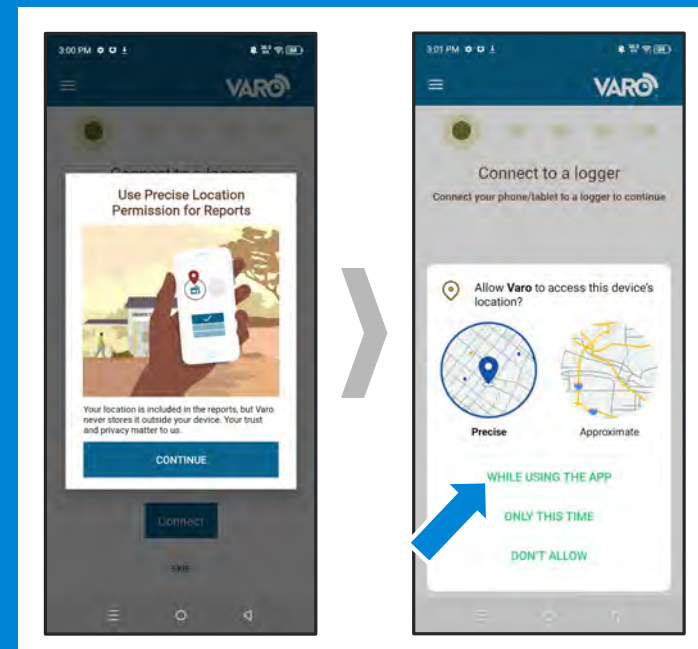 3:00 PM
VARO
Connect to a logger
Use Precise Location
Permission for Reports
Your location is included in the reports, but Varo
never stores it outside your device. Your trust
and privacy matter to us.
CONTINUE
Connect
SKIP
3:01 PM
VARO
Connect to a logger
Connect your phone/tablet to a logger to continue
Allow Varo to access this device's
location?
Precise
Approximate
WHILE USING THE APP
ONLY THIS TIME
DON'T ALLOW